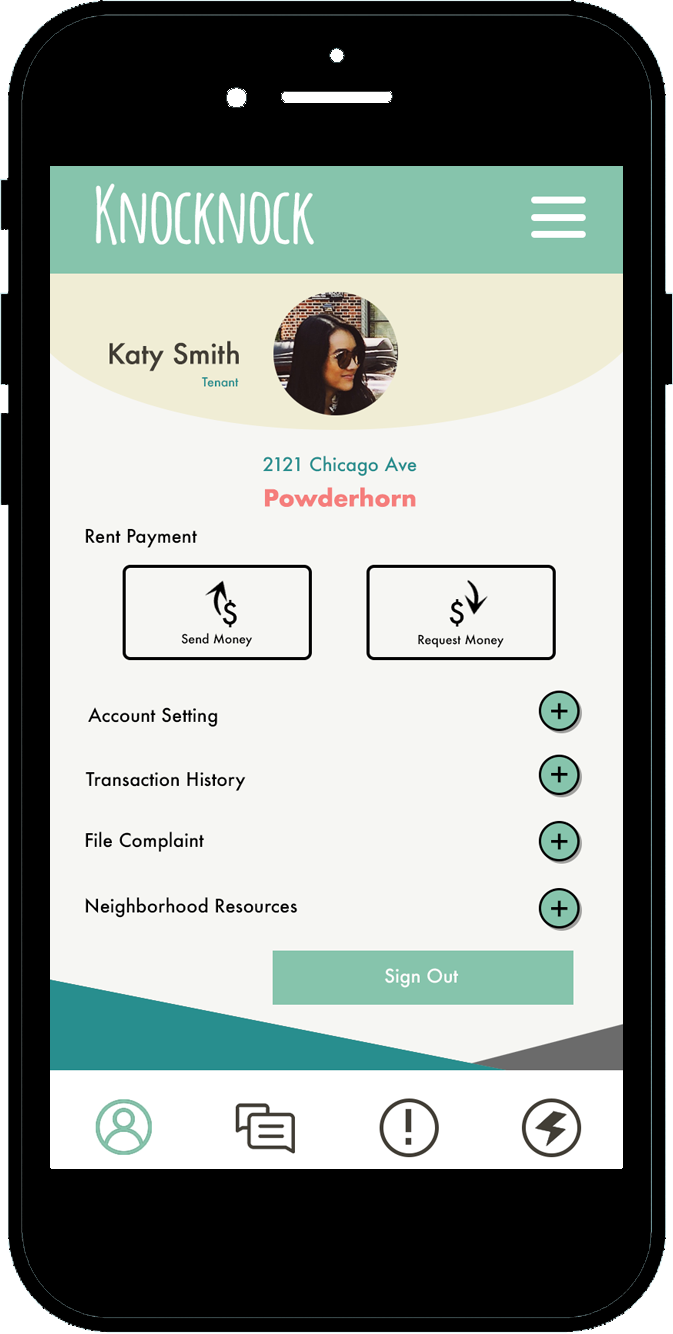 Knocknock
Katy Smith
Tenant
2121 Chicago Ave
Powderhorn
Rent Payment
$
Send Money
$
Request Money
Account Setting
Transaction History
File Complaint
Neighborhood Resources
Sign Out